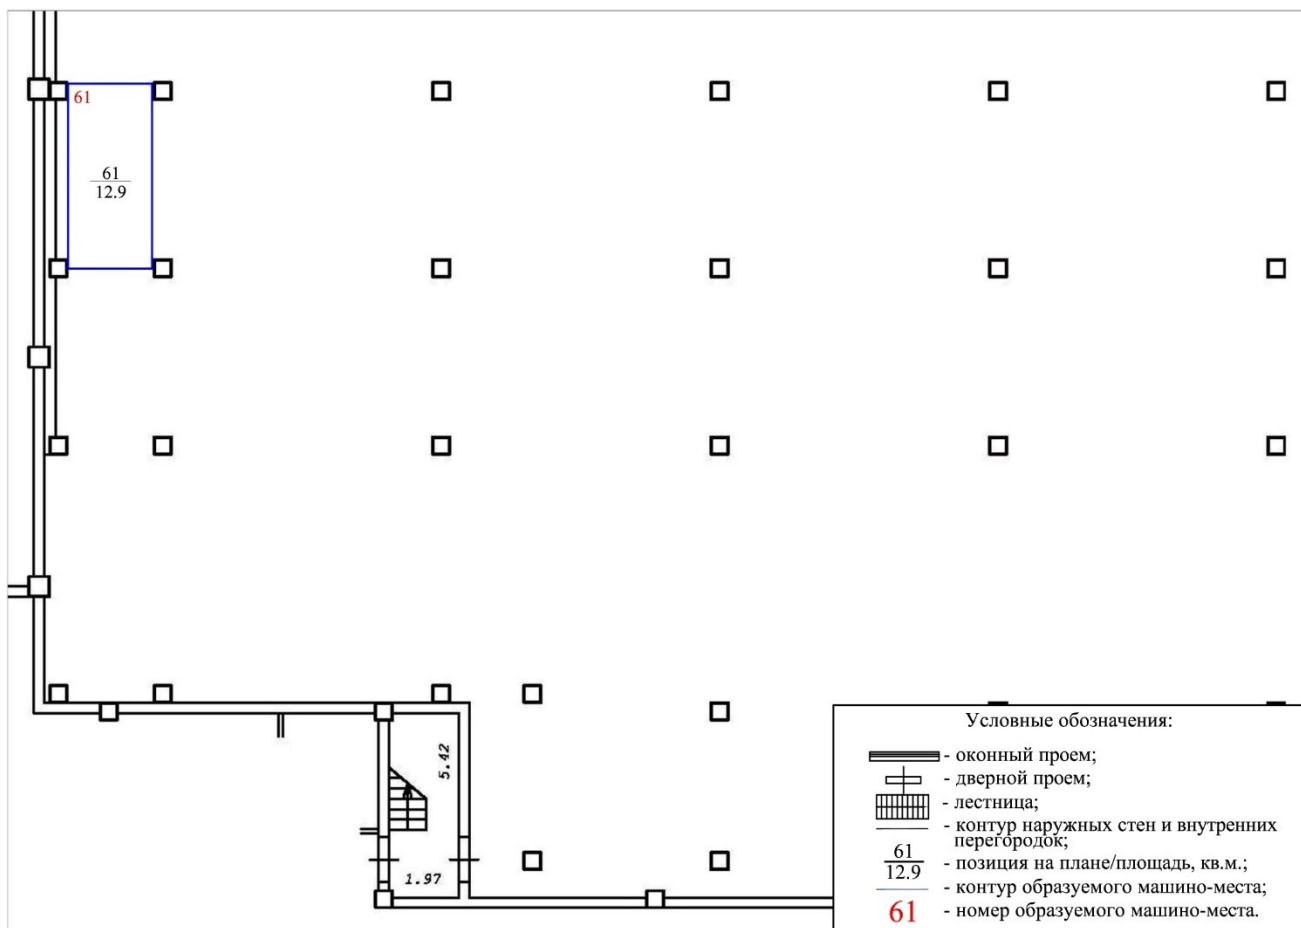 61
61
12.9
5.42
1.97
Условные обозначения:
- оконный проем;
- дверной проем;
- лестница;
- контур наружных стен и внутренних
перегородок;
61
12.9
- позиция на плане/площадь, кв.м.;
- контур образуемого машино-места;
61 - номер образуемого машино-места.